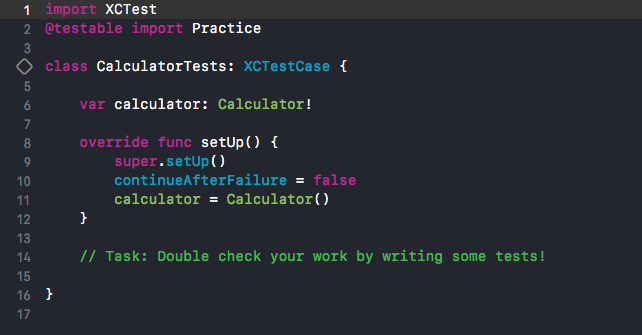 1 import XCTest
2 @testable import Practice
3
class CalculatorTests: XCTestCase {
5
6 var calculator: Calculator!
7
8 override func setUp() {
9 super.setUp()
10 continueAfterFailure = false
11 calculator = Calculator()
12 }
13
14 // Task: Double check your work by writing some tests!
15
16 }
17